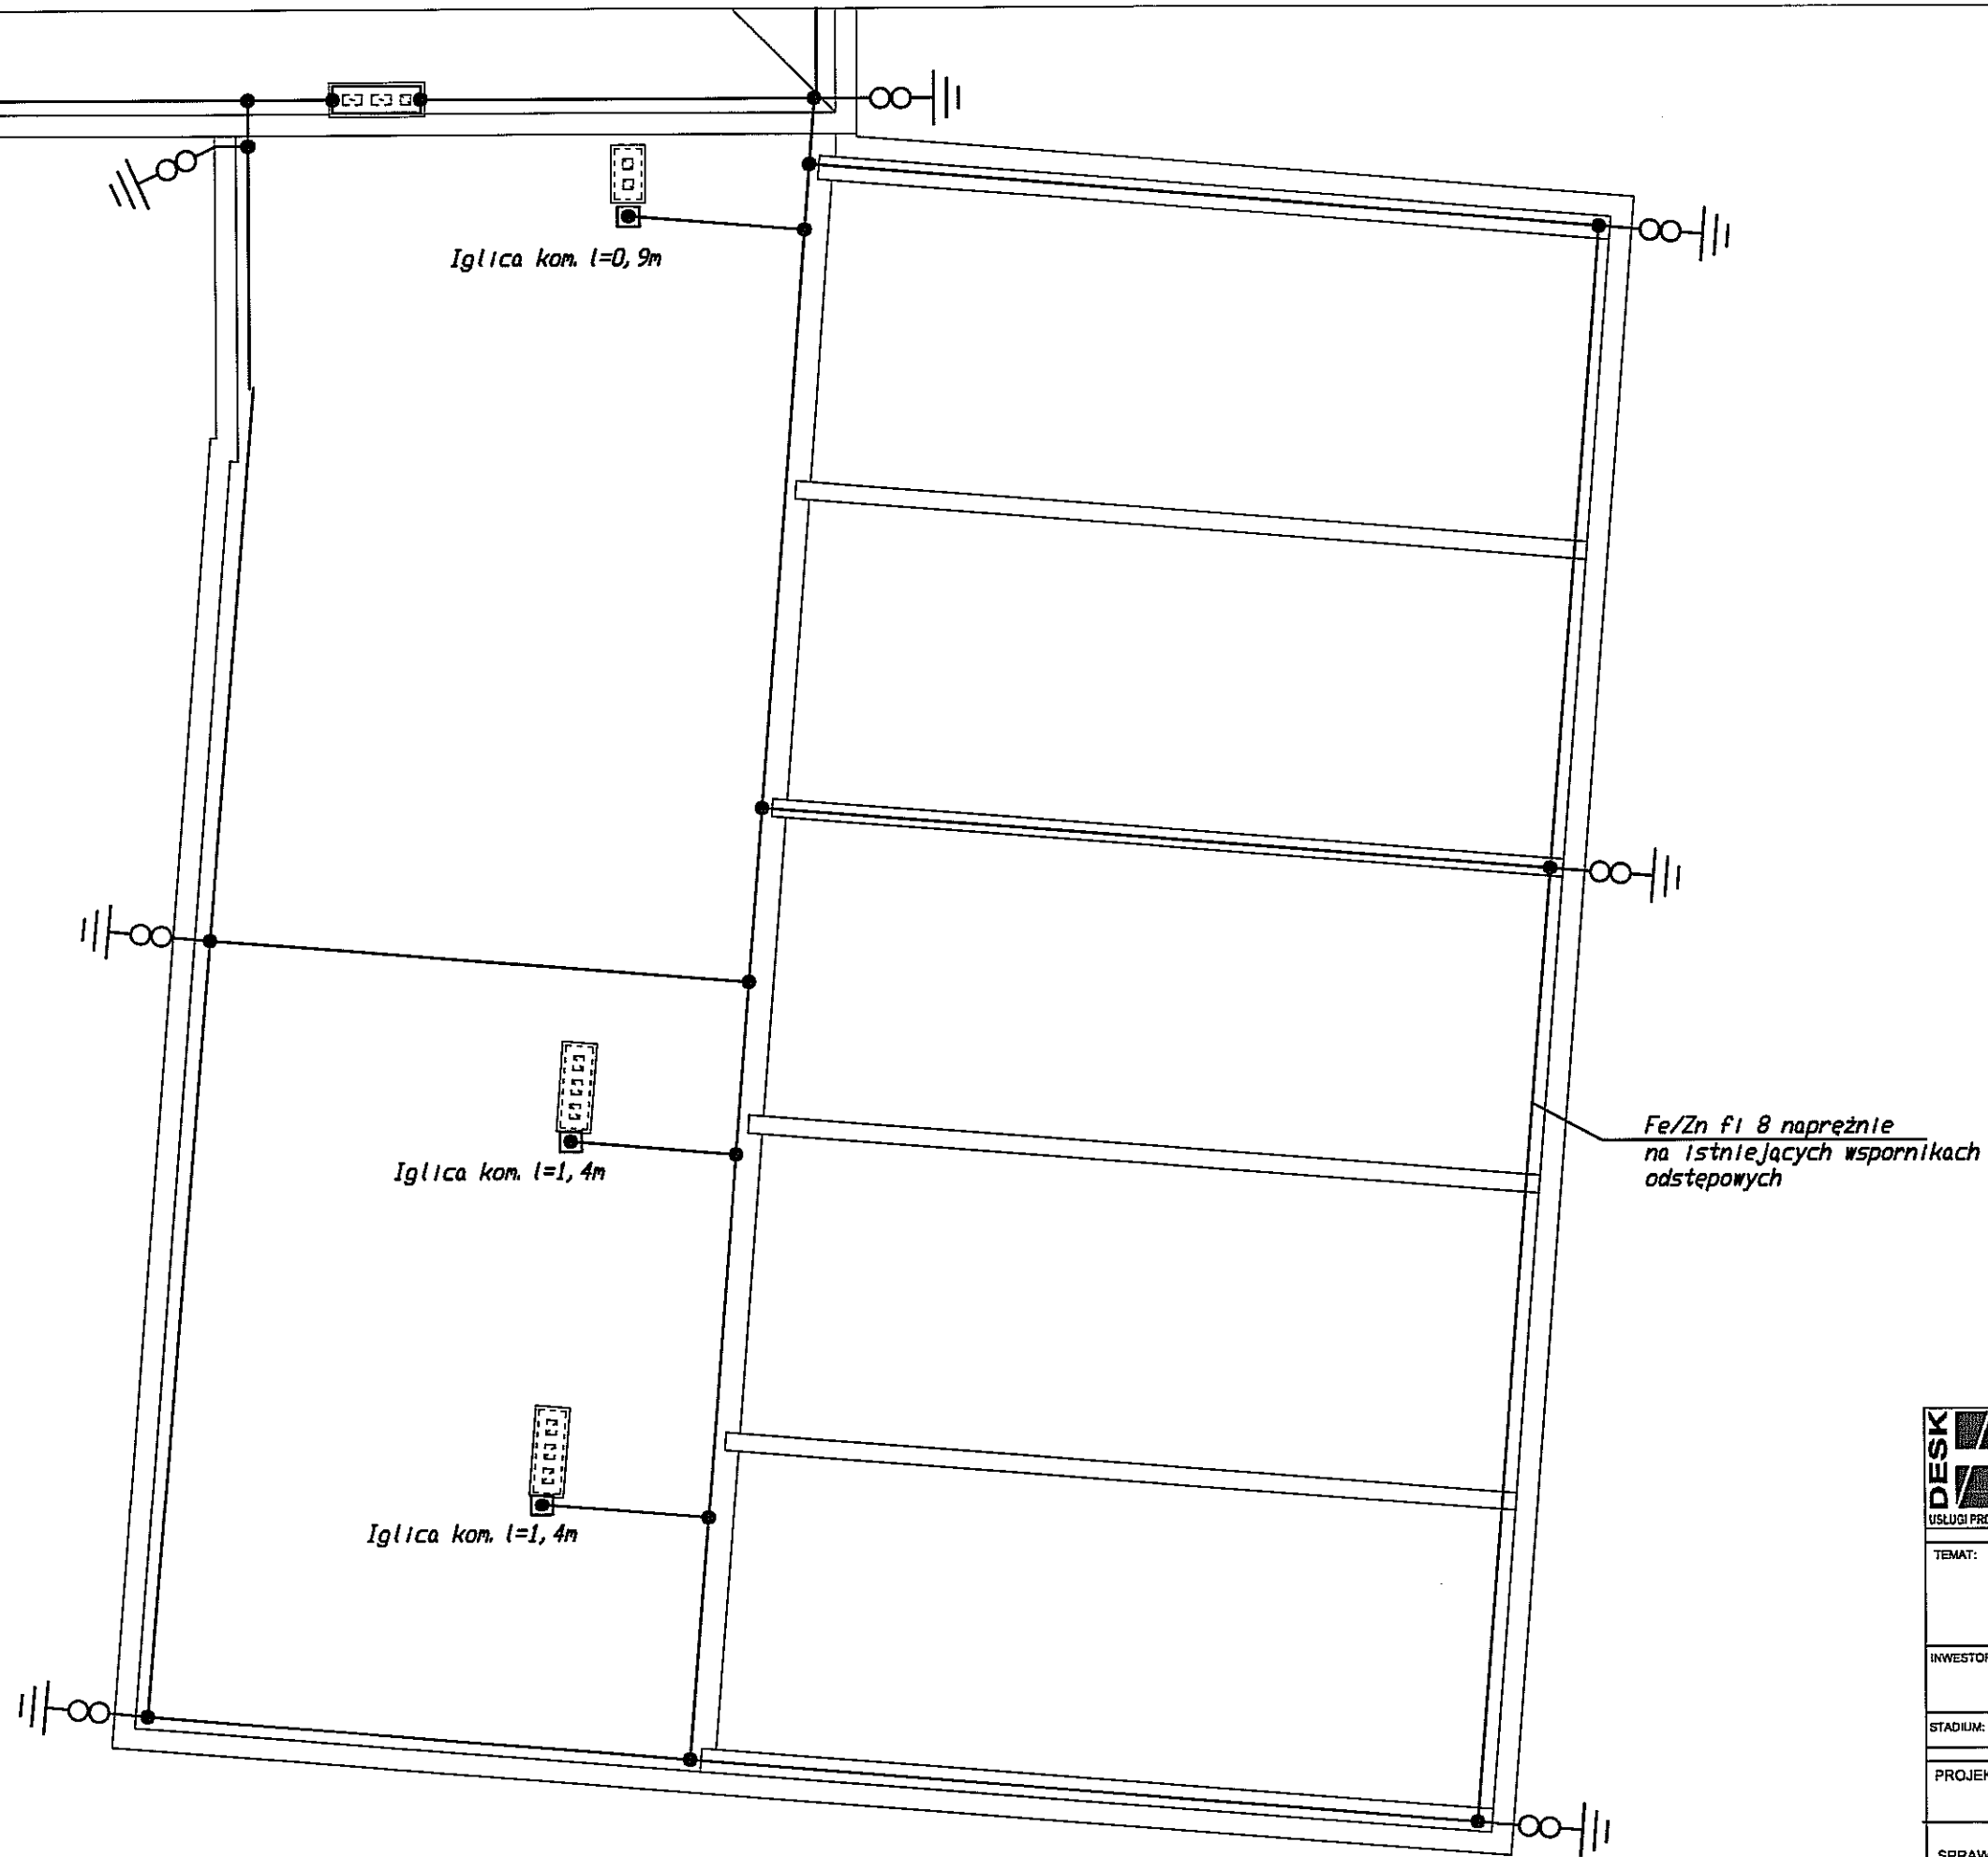 Iglica kom. l=0,9m
Iglica kom. l=1,4m
Fe/Zn fi 8 naprężnie
na istniejących wspornikach
odstępowych
Iglica kom. l=1,4m
DESK
USŁUGI PRO
TEMAT:
INWESTOR
STADIUM:
PROJEK
SPRAW